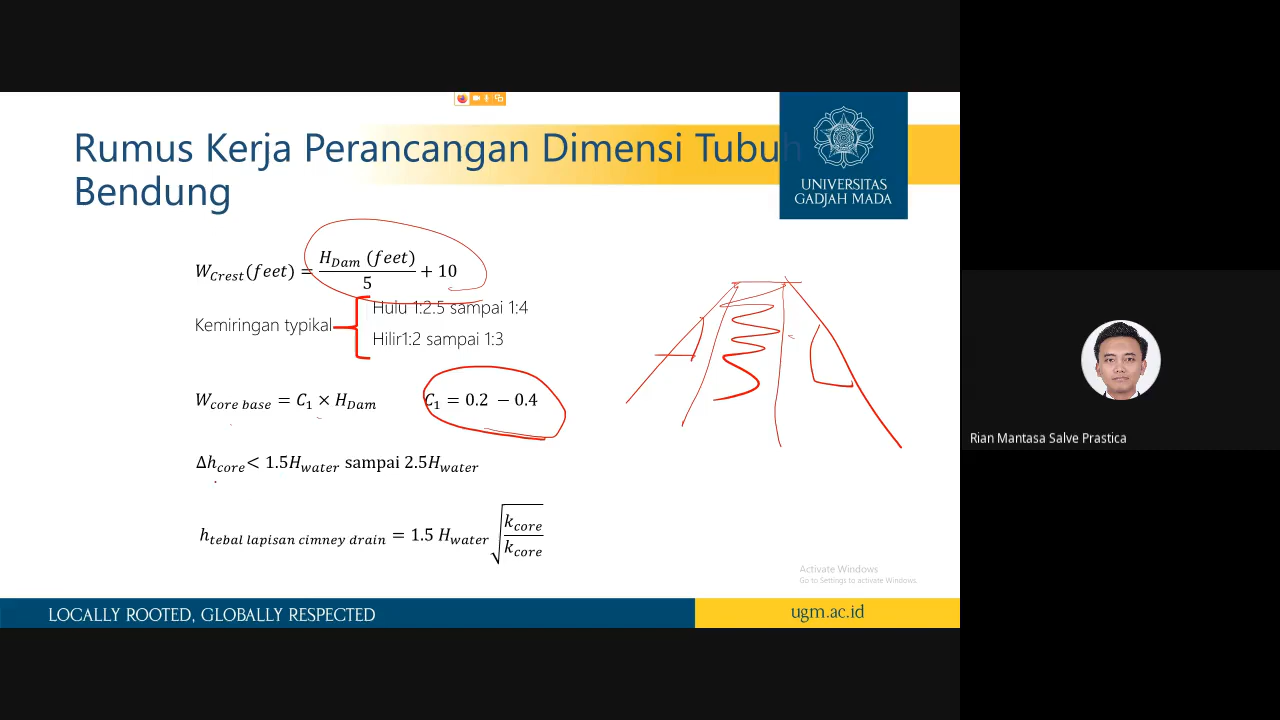 Rumus Kerja Perancangan Dimensi Tubuh
Bendung
UNIVERSITAS
GADJAH MADA
W_Crest(feet) = H_Dam (feet) / 5 + 10
Kemiringan typikal
Hulu 1:2.5 sampai 1:4
Hilir1:2 sampai 1:3
W_core base = C_1 × H_Dam
C_1 = 0.2 − 0.4
Δh_core < 1.5H_water sampai 2.5H_water
h_tebal lapisan cimney drain = 1.5 H_water √(k_core / k_core)
Rian Mantasa Salve Prastica
Activate Windows
Go to Settings to activate Windows.
LOCALLY ROOTED, GLOBALLY RESPECTED
ugm.ac.id